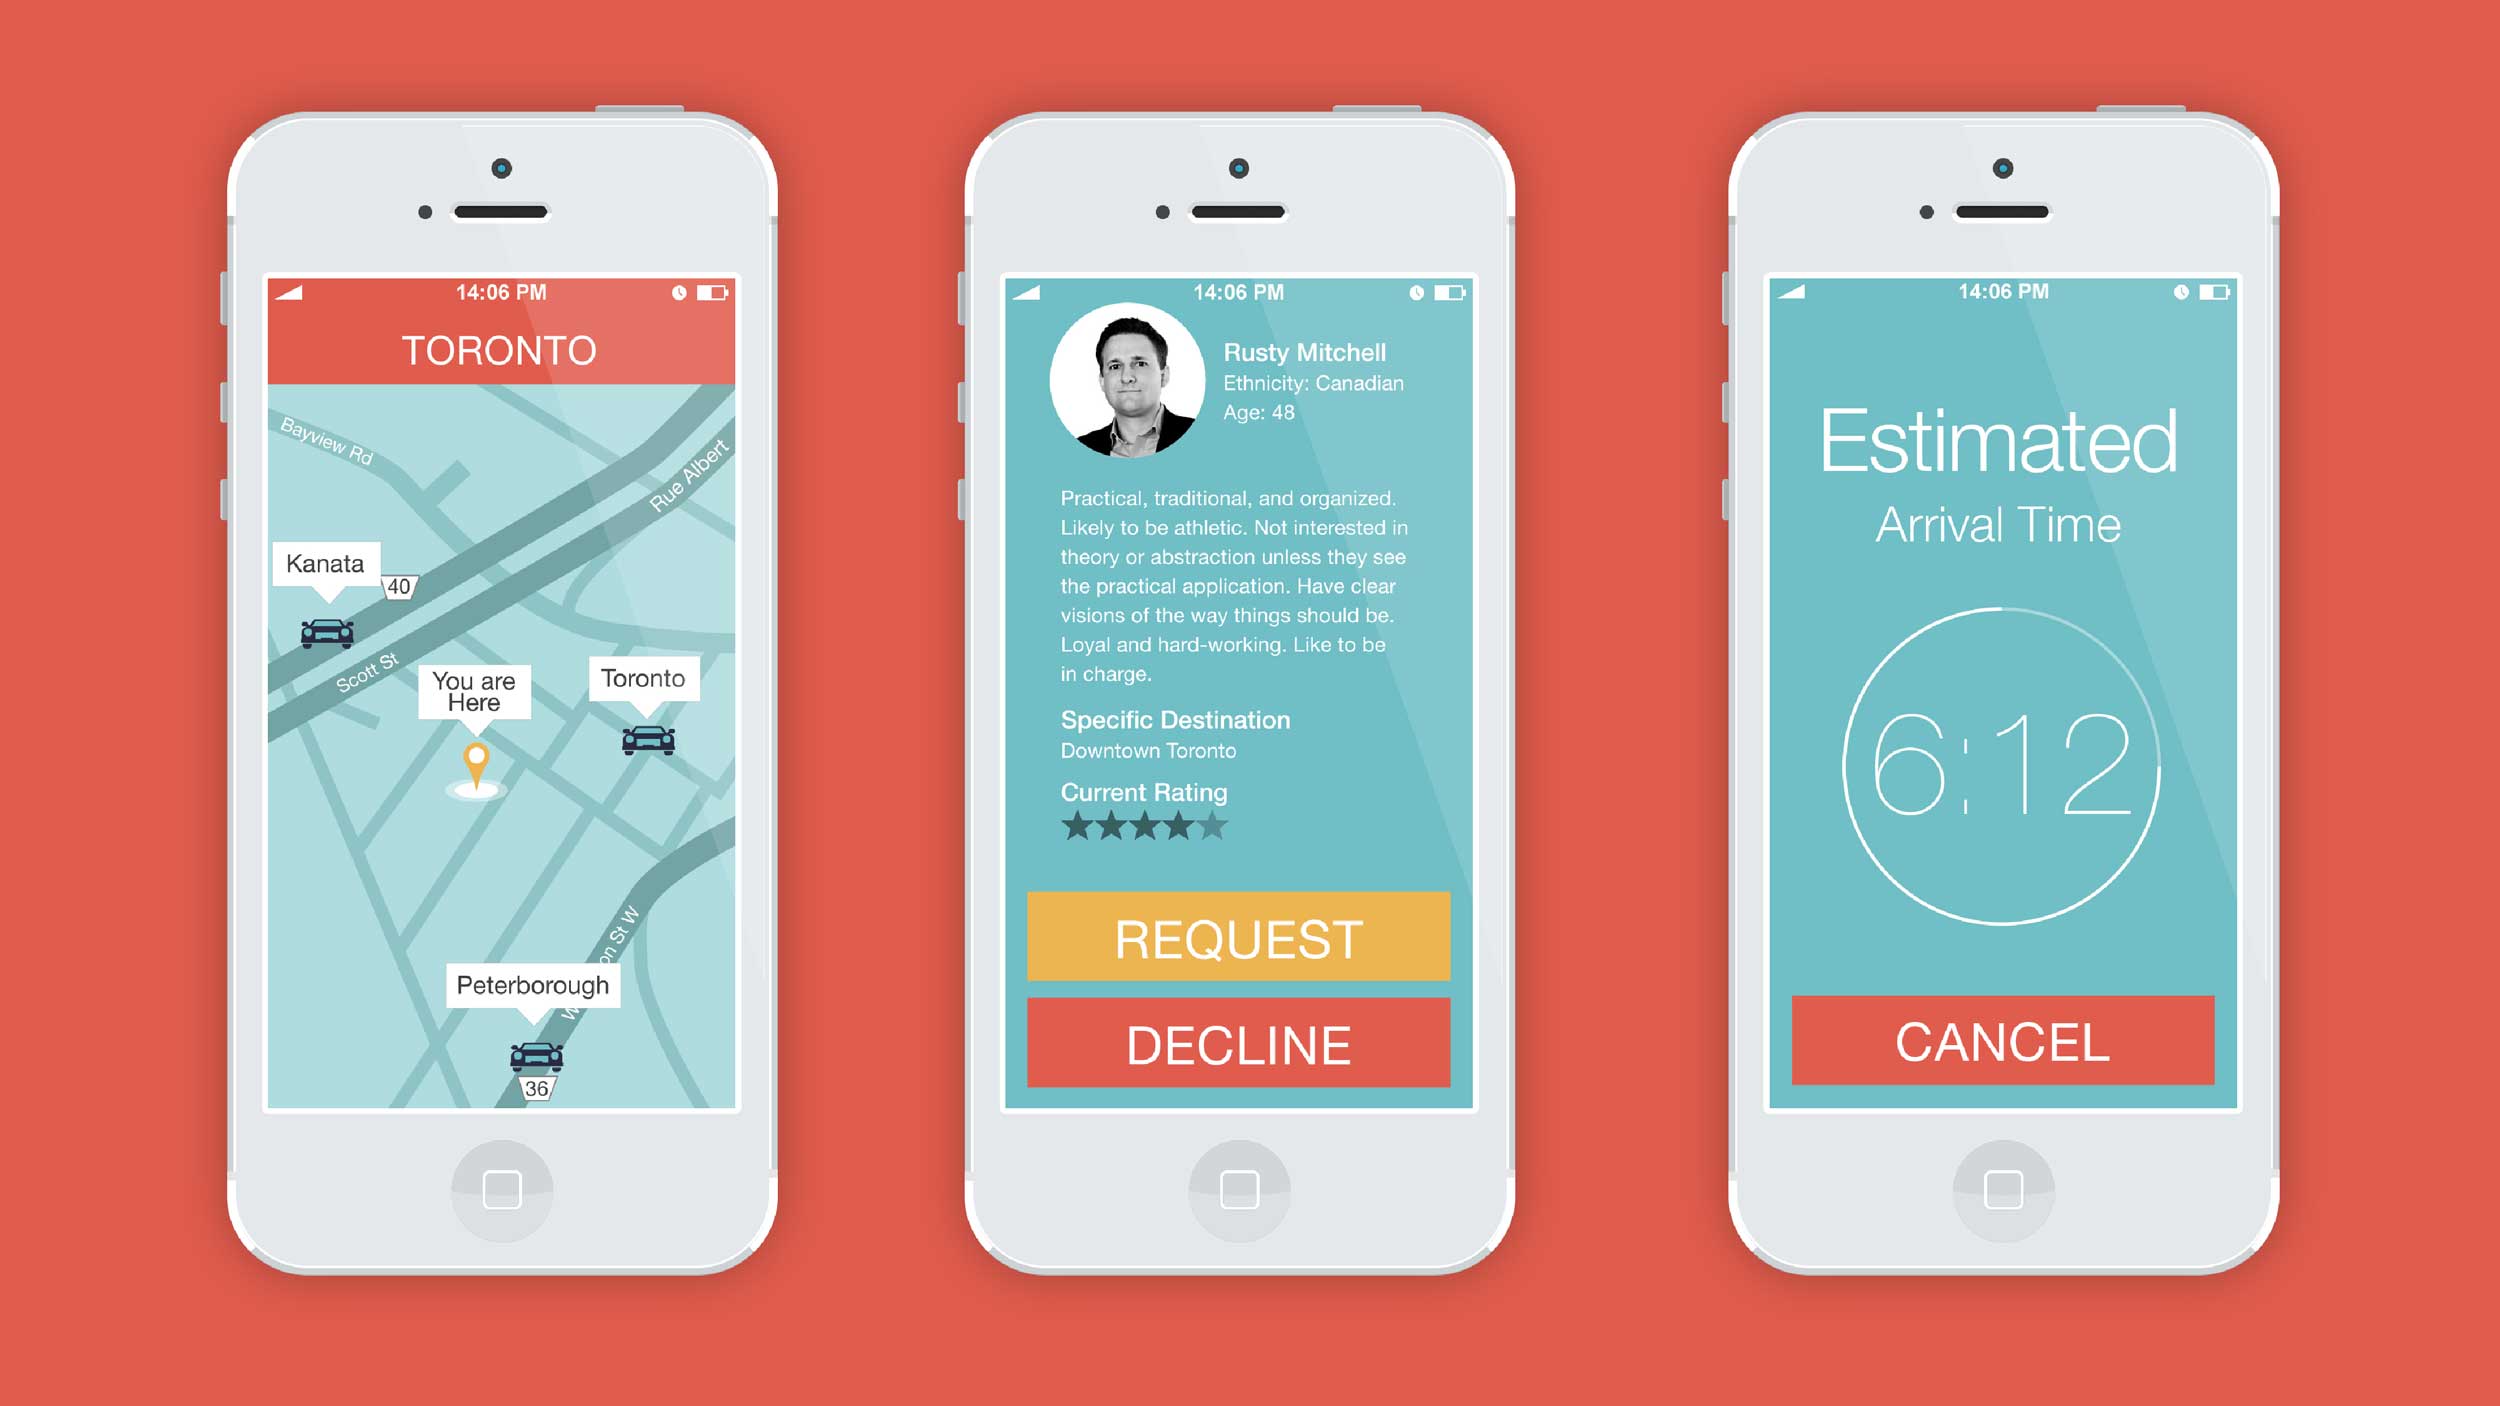 14:06 PM
TORONTO
Bayview Rd
Rue Albert
Kanata
40
Scott St
You are
Here
Toronto
on St W
Peterborough
36
14:06 PM
Rusty Mitchell
Ethnicity: Canadian
Age: 48
Practical, traditional, and organized.
Likely to be athletic. Not interested in
theory or abstraction unless they see
the practical application. Have clear
visions of the way things should be.
Loyal and hard-working. Like to be
in charge.
Specific Destination
Downtown Toronto
Current Rating
REQUEST
DECLINE
14:06 PM
Estimated
Arrival Time
6:12
CANCEL